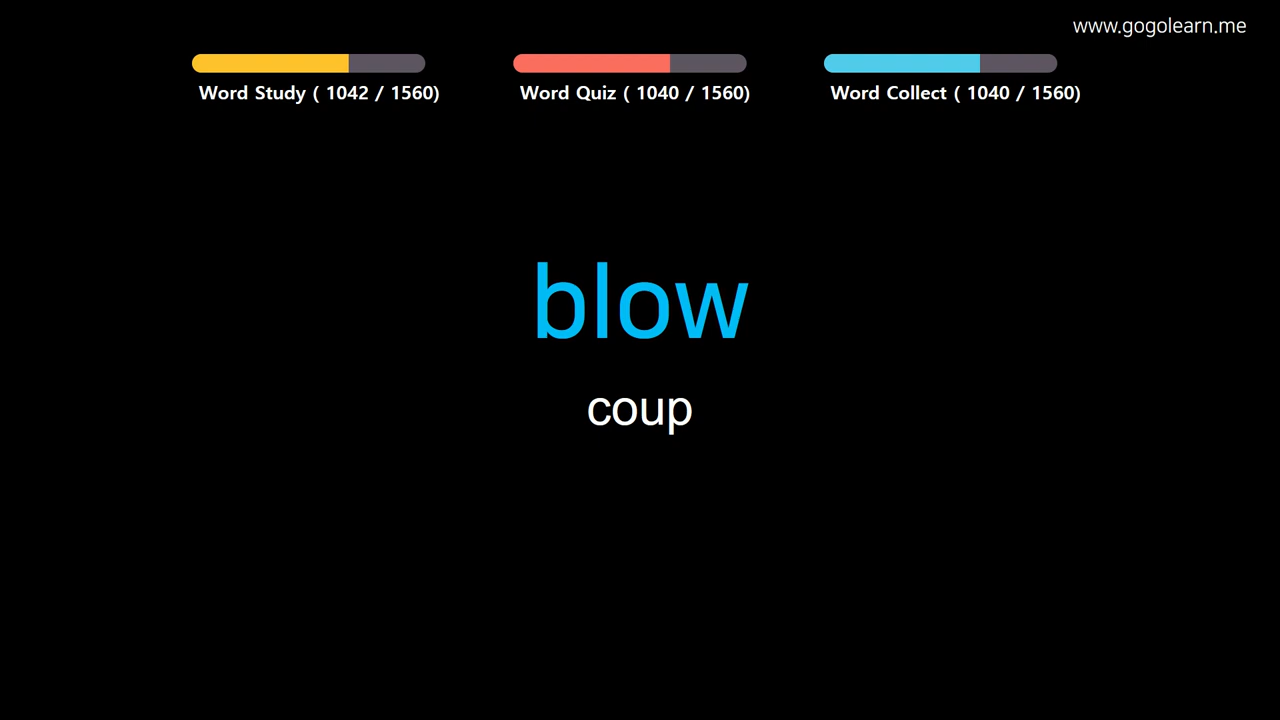 www.gogolearn.me
Word Study ( 1042 / 1560)
Word Quiz ( 1040 / 1560)
Word Collect ( 1040 / 1560)
blow
coup